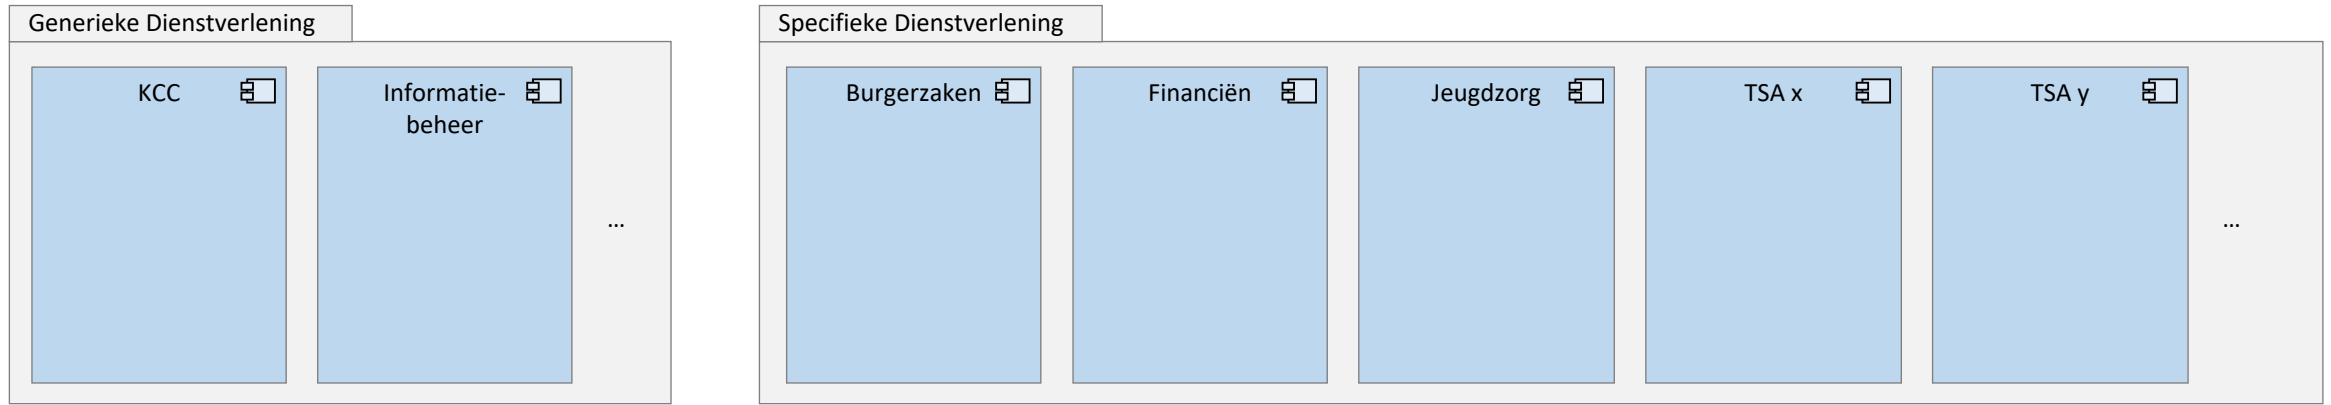 Generieke Dienstverlening
KCC
Informatie-
beheer
...
Specifieke Dienstverlening
Burgerzaken
Financiën
Jeugdzorg
TSA x
TSA y
...